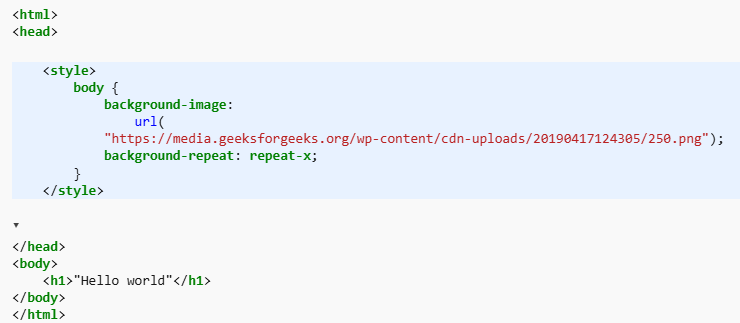 <html>
<head>
<style>
body {
background-image:
url(
"https://media.geeksforgeeks.org/wp-content/cdn-uploads/20190417124305/250.png");
background-repeat: repeat-x;
}
</style>
</head>
<body>
<h1>"Hello world"</h1>
</body>
</html>